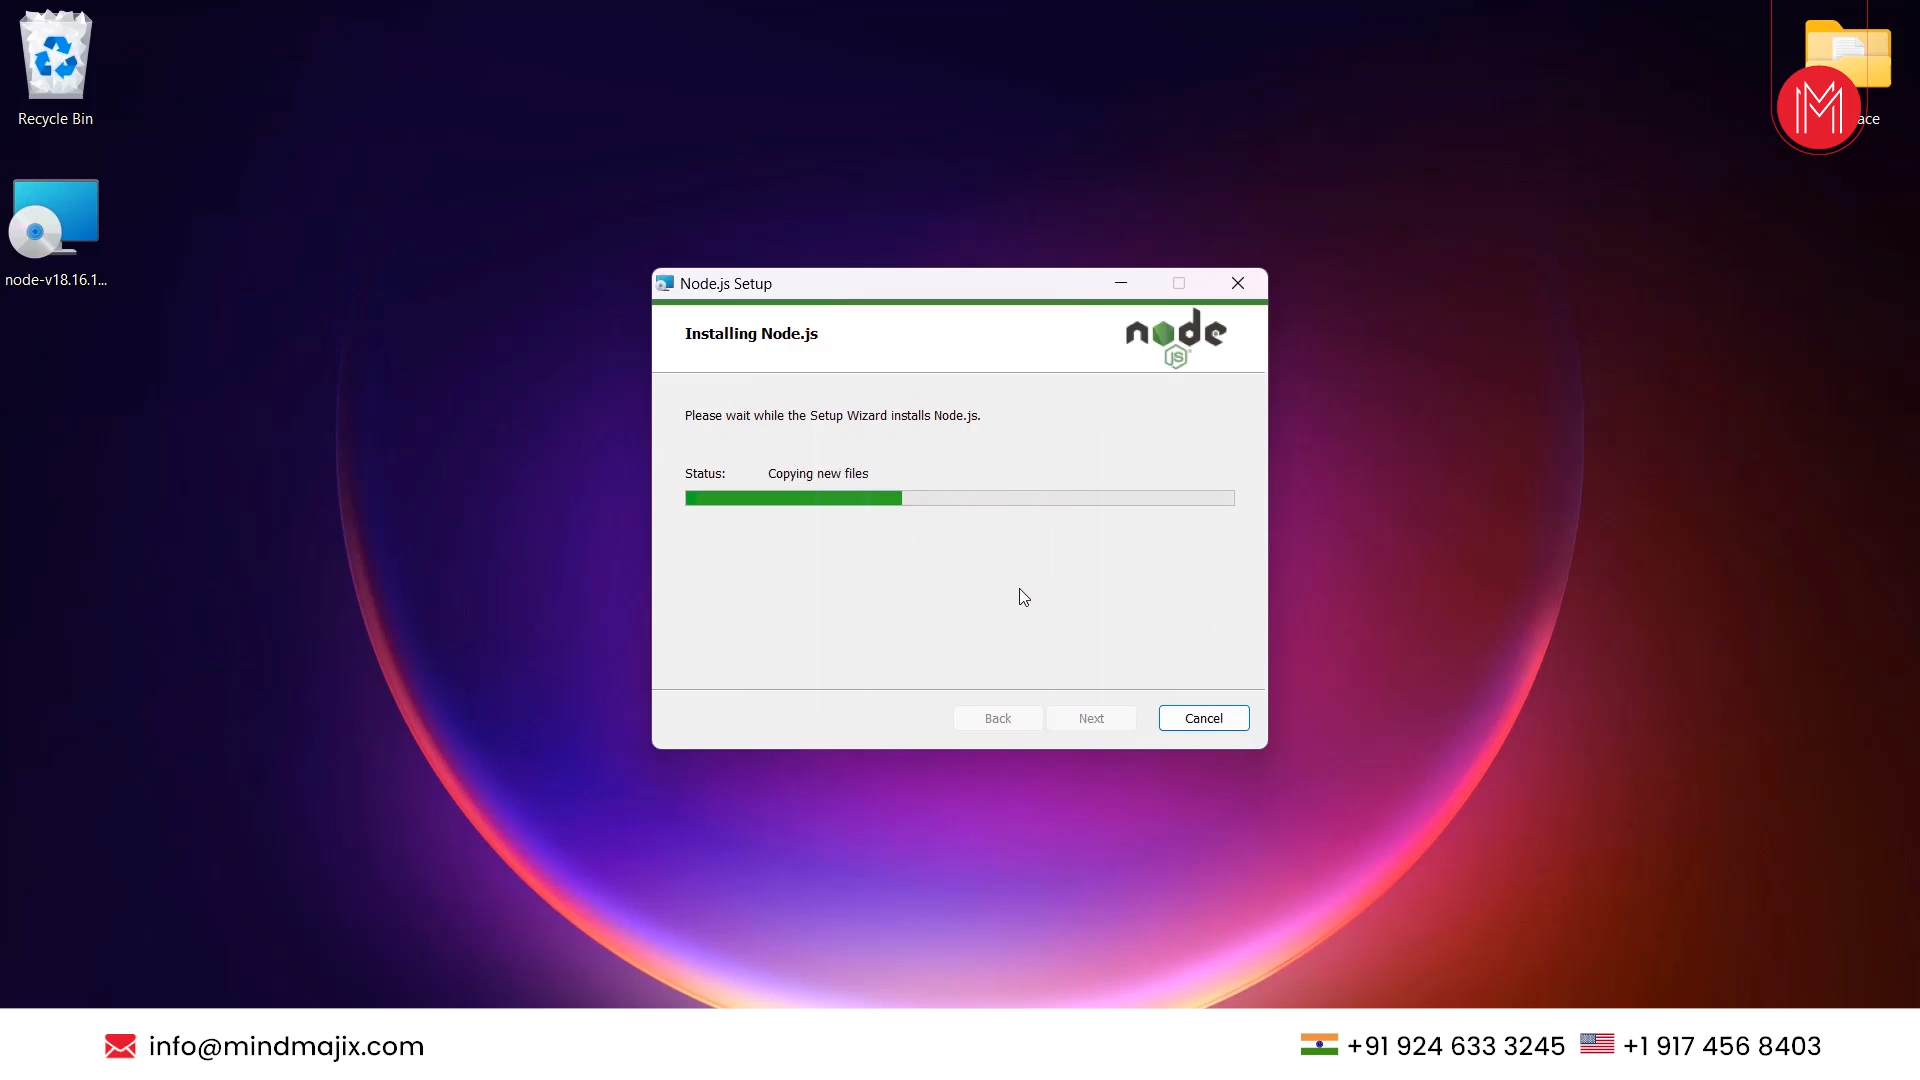 Recycle Bin
node-v18.16.1...
ace
Node.js Setup
Installing Node.js
node
JS
Please wait while the Setup Wizard installs Node.js.
Status: Copying new files
Back Next Cancel
info@mindmajix.com
+91 924 633 3245 +1 917 456 8403